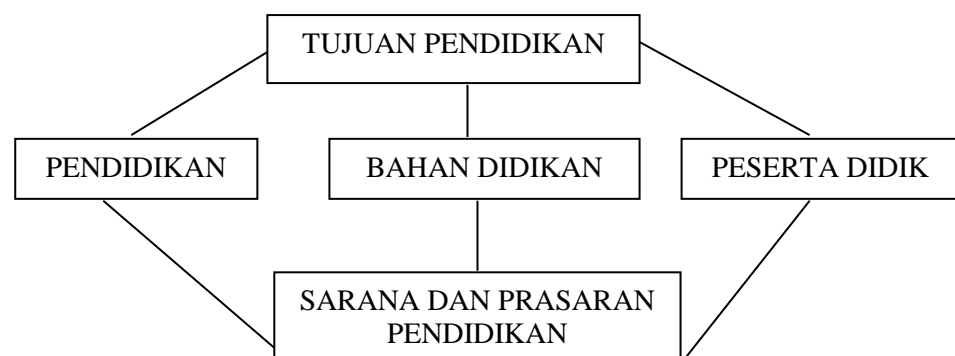 TUJUAN PENDIDIKAN
PENDIDIKAN
BAHAN DIDIKAN
PESERTA DIDIK
SARANA DAN PRASARAN
PENDIDIKAN